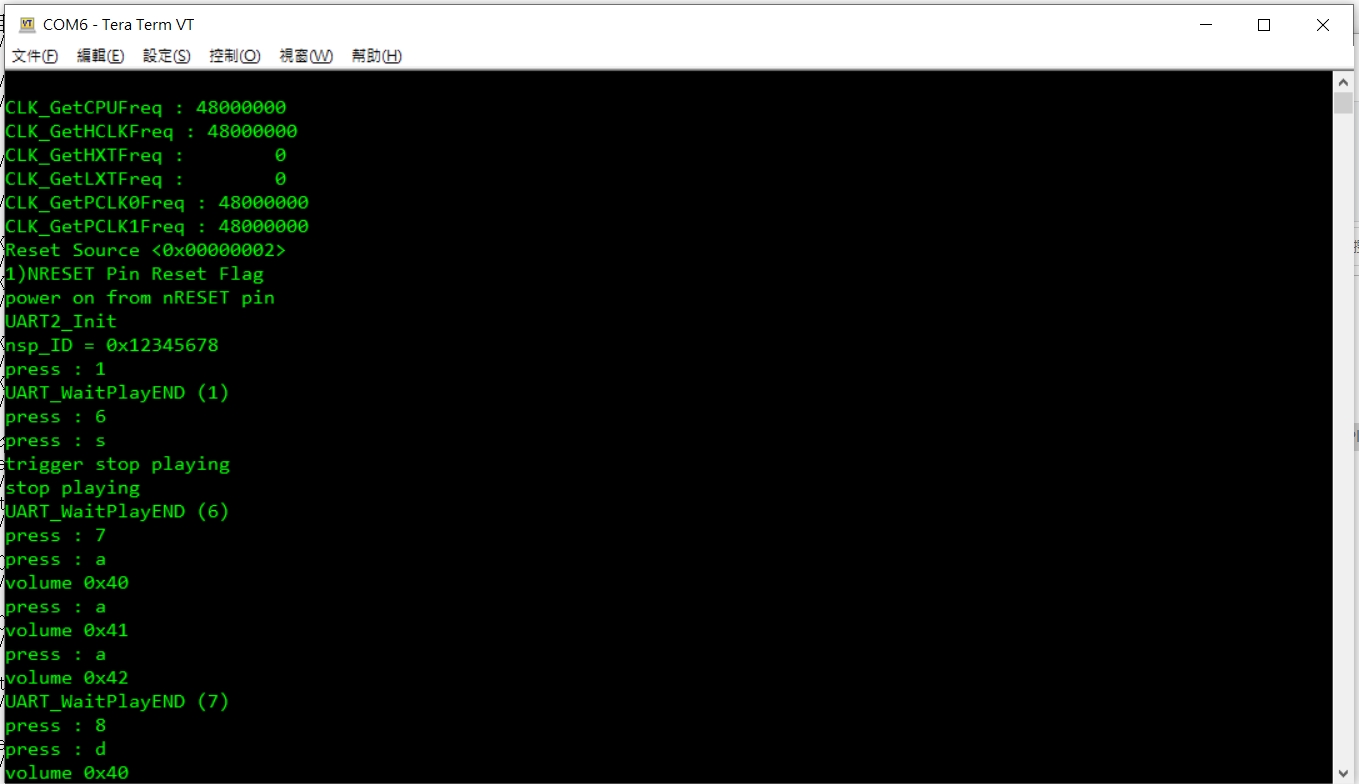 COM6 - Tera Term VT
文件(F) 編輯(E) 設定(S) 控制(O) 視窗(W) 幫助(H)
CLK_GetCPUFreq : 48000000
CLK_GetHCLKFreq : 48000000
CLK_GetHXTFreq :        0
CLK_GetLXTFreq :        0
CLK_GetPCLK0Freq : 48000000
CLK_GetPCLK1Freq : 48000000
Reset Source <0x00000002>
1)NRESET Pin Reset Flag
power on from nRESET pin
UART2_Init
nsp_ID = 0x12345678
press : 1
UART_WaitPlayEND (1)
press : 6
press : s
trigger stop playing
stop playing
UART_WaitPlayEND (6)
press : 7
press : a
volume 0x40
press : a
volume 0x41
press : a
volume 0x42
UART_WaitPlayEND (7)
press : 8
press : d
volume 0x40